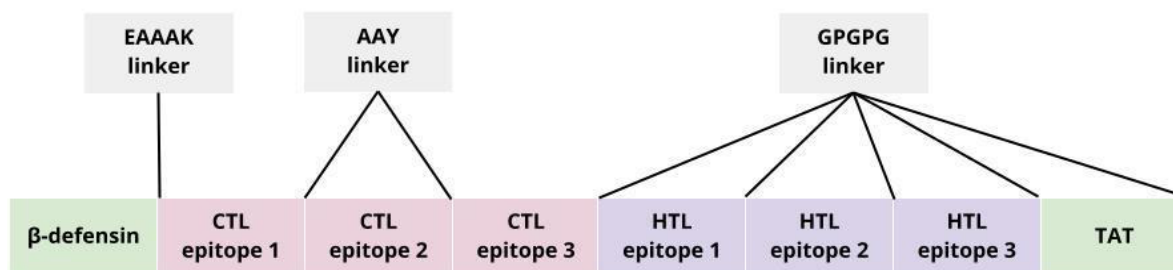 EAAAK
linker
AAY
linker
GPGPG
linker
β-defensin
CTL
epitope 1
CTL
epitope 2
CTL
epitope 3
HTL
epitope 1
HTL
epitope 2
HTL
epitope 3
TAT